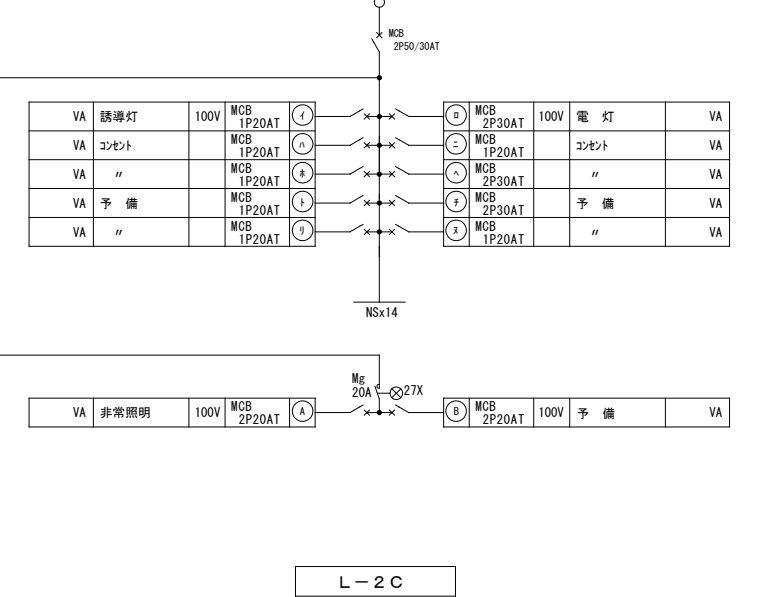 MCB
2P50/30AT
VA 誘導灯 100V MCB 1P20AT イ ロ MCB 2P30AT 100V 電 灯 VA
VA コンセント MCB 1P20AT ハ ニ MCB 1P20AT コンセント VA
VA 〃 MCB 1P20AT ホ ヘ MCB 2P30AT 〃 VA
VA 予 備 MCB 1P20AT ト チ MCB 2P30AT 予 備 VA
VA 〃 MCB 1P20AT リ ヌ MCB 1P20AT 〃 VA
NSx14
Mg
20A 27X
VA 非常照明 100V MCB 2P20AT A B MCB 2P20AT 100V 予 備 VA
L－2C